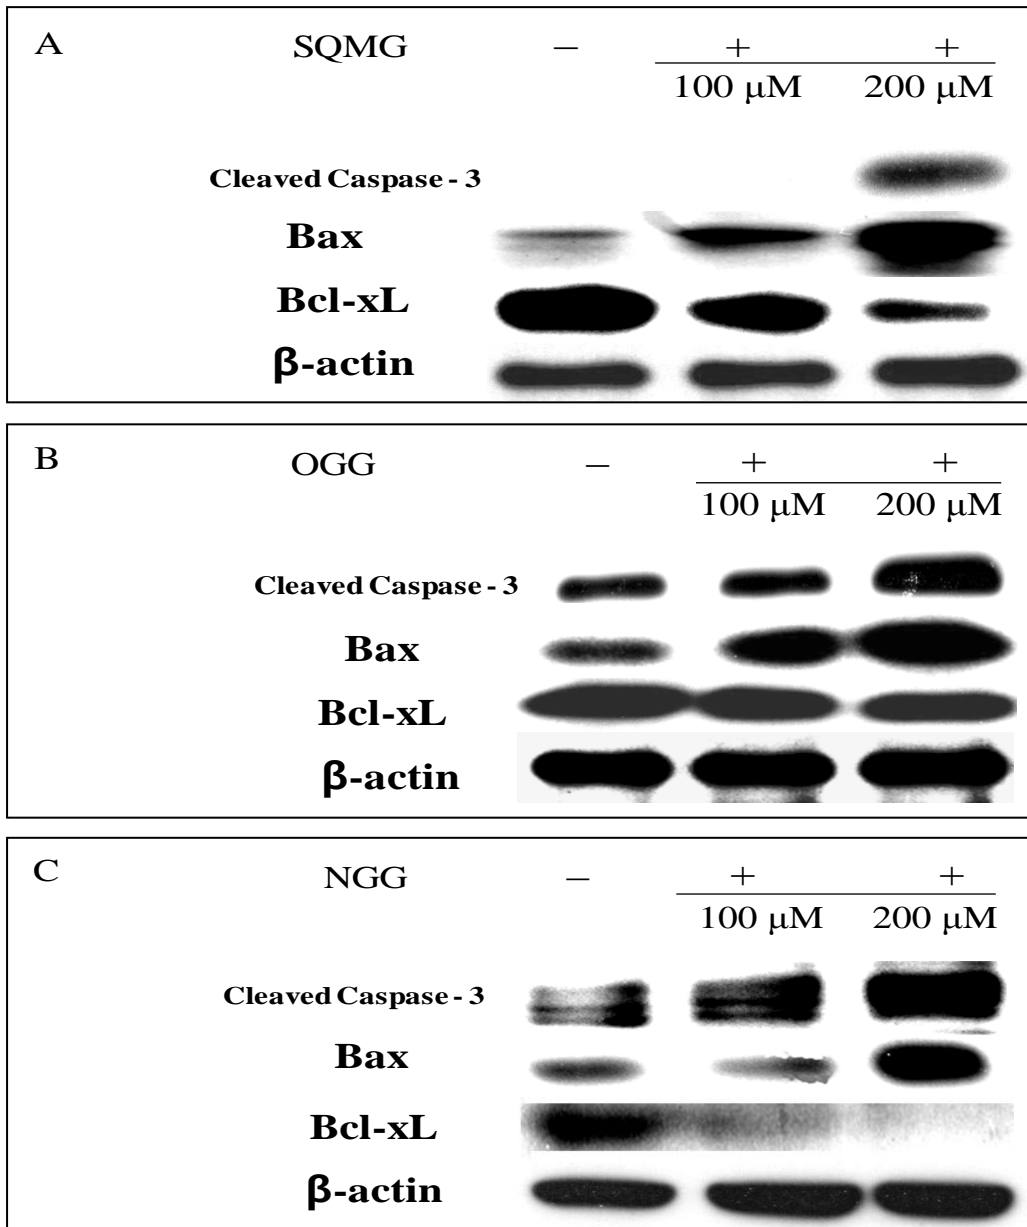 A SQMG – + +
100 μM 200 μM
Cleaved Caspase - 3
Bax
Bcl-xL
β-actin
B OGG – + +
100 μM 200 μM
Cleaved Caspase - 3
Bax
Bcl-xL
β-actin
C NGG – + +
100 μM 200 μM
Cleaved Caspase - 3
Bax
Bcl-xL
β-actin